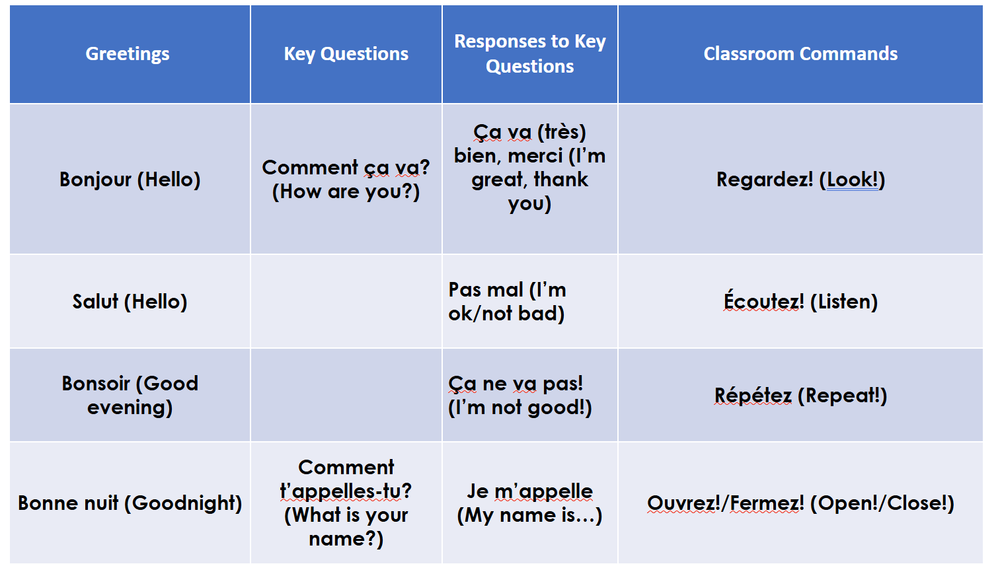 Greetings
Key Questions
Responses to Key
Questions
Classroom Commands
Bonjour (Hello)
Comment ça va?
(How are you?)
Ça va (très)
bien, merci (I’m
great, thank
you)
Regardez! (Look!)
Salut (Hello)
Pas mal (I’m
ok/not bad)
Écoutez! (Listen)
Bonsoir (Good
evening)
Ça ne va pas!
(I’m not good!)
Répétez (Repeat!)
Bonne nuit (Goodnight)
Comment
t’appelles-tu?
(What is your
name?)
Je m’appelle
(My name is…)
Ouvrez!/Fermez! (Open!/Close!)